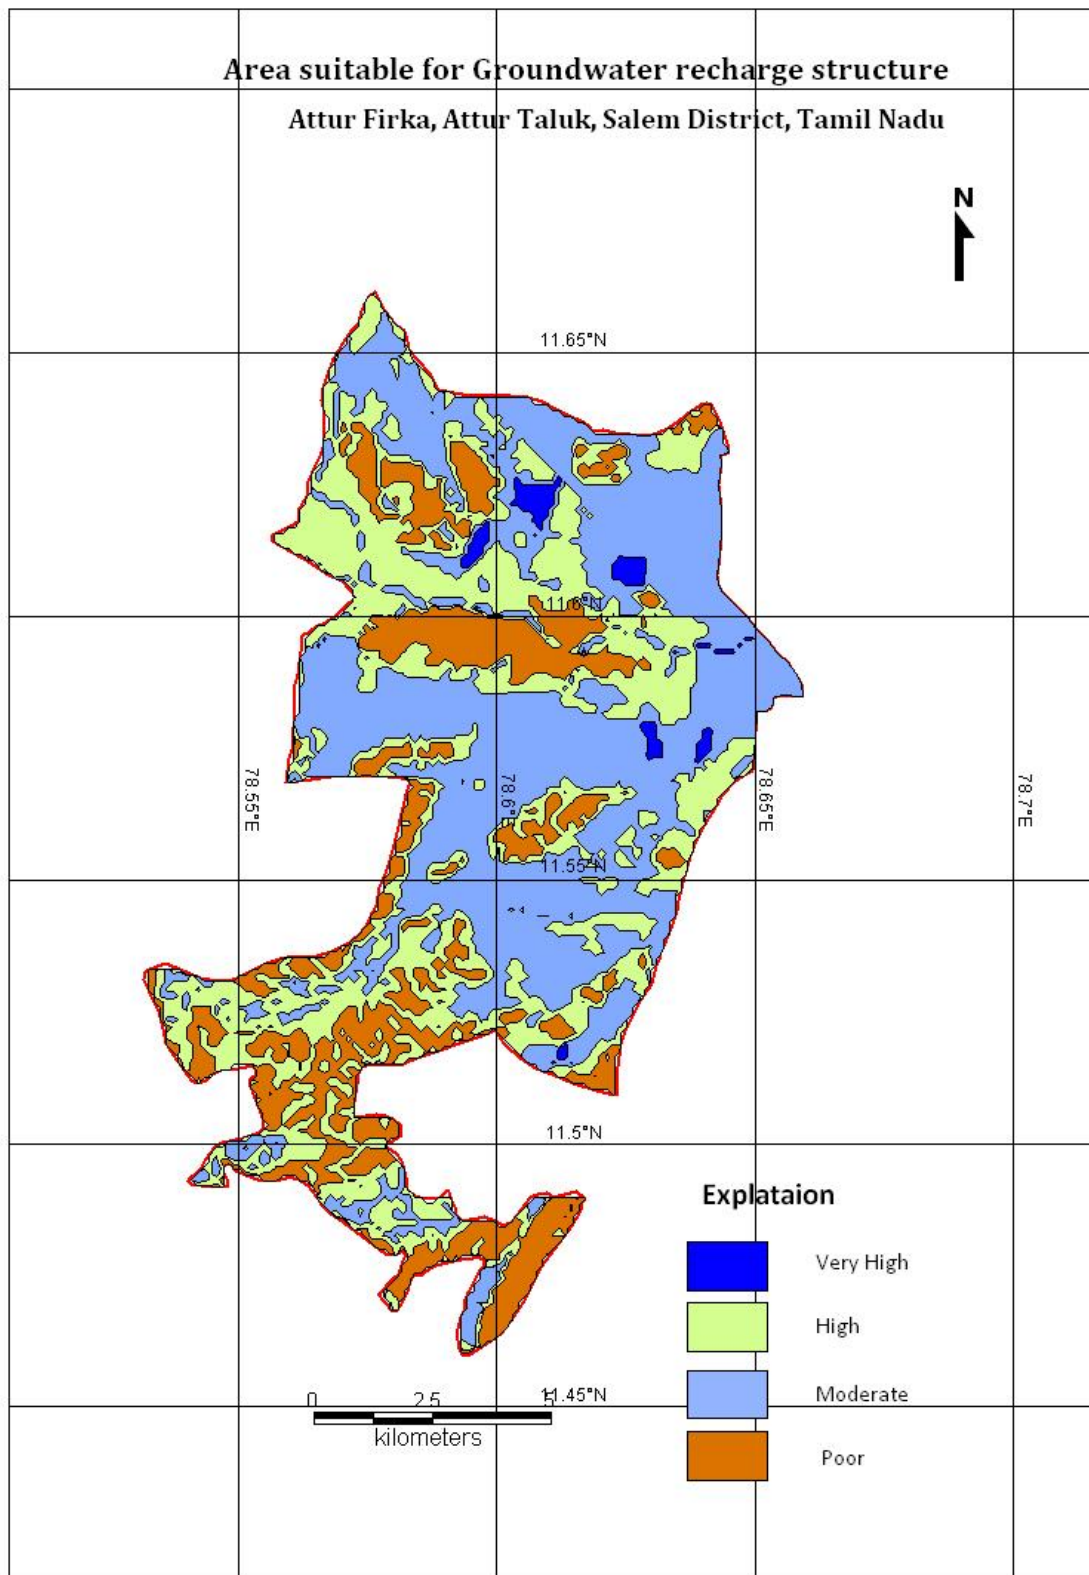 Area suitable for Groundwater recharge structure
Attur Firka, Attur Taluk, Salem District, Tamil Nadu
N
11.65°N
11.6°N
78.55°E
78.6°E
78.65°E
78.7°E
11.55°N
11.5°N
Explataion
Very High
High
Moderate
Poor
0 2.5 5
11.45°N
kilometers